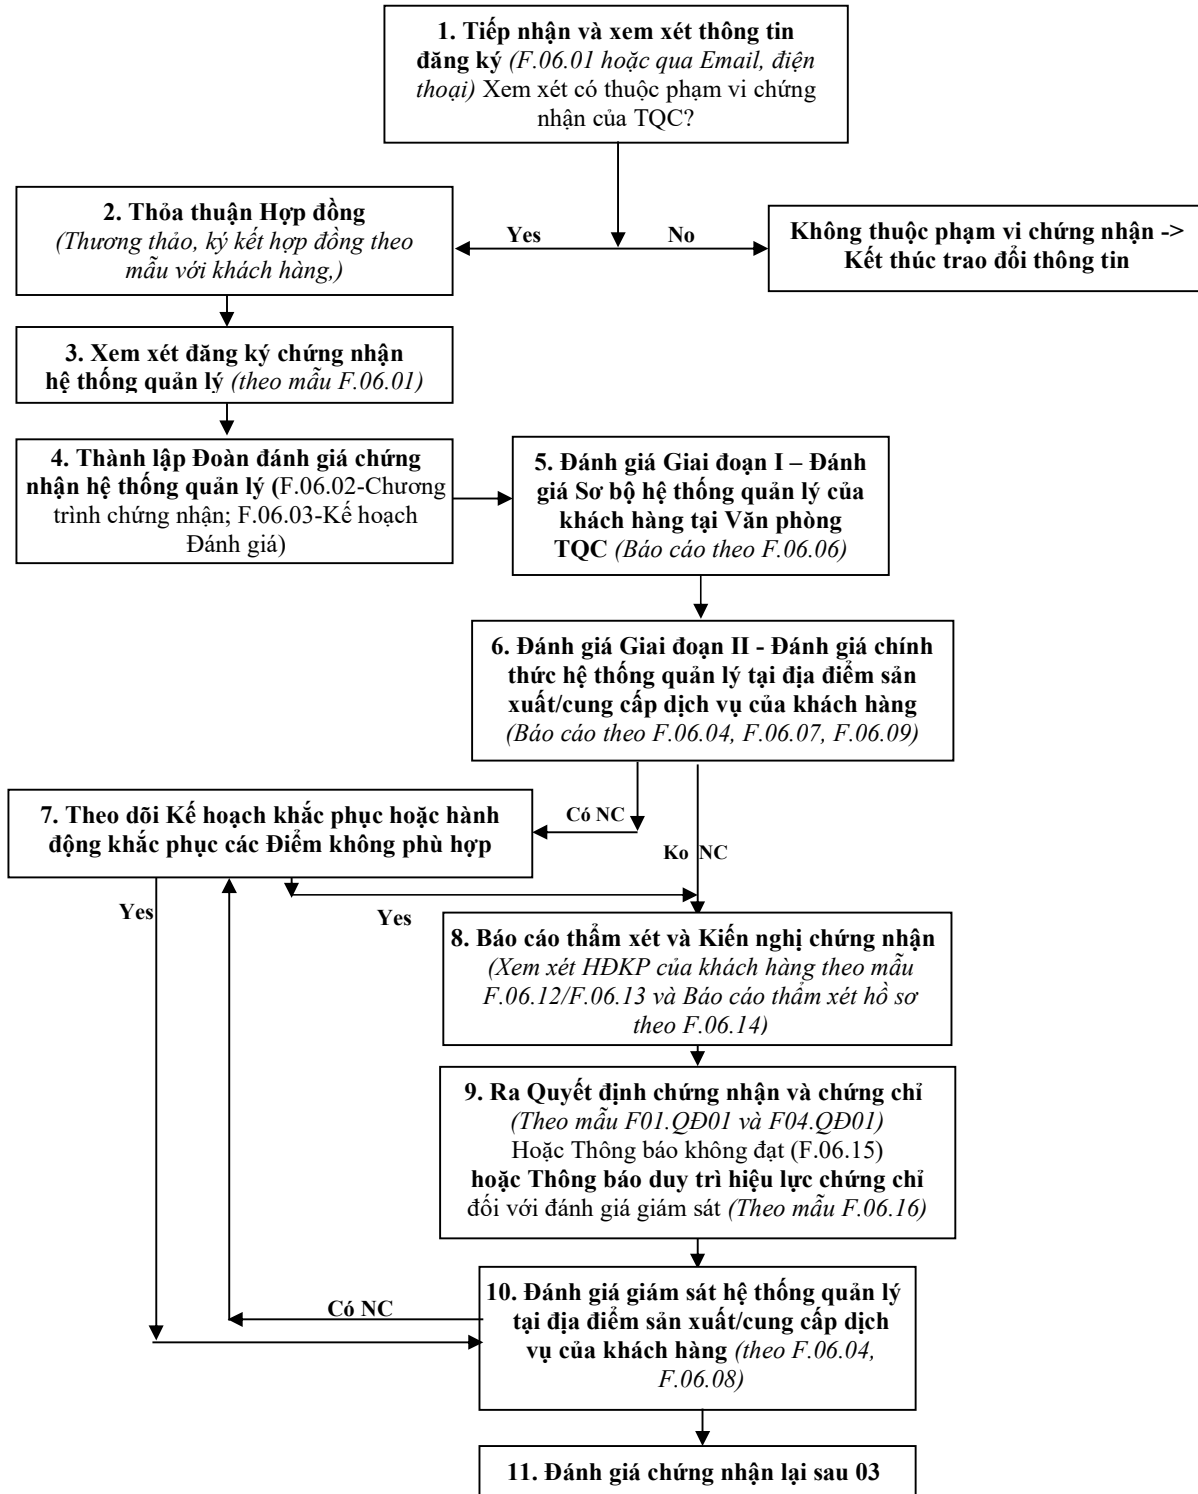 1. Tiếp nhận và xem xét thông tin
đăng ký (F.06.01 hoặc qua Email, điện
thoại) Xem xét có thuộc phạm vi chứng
nhận của TQC?
2. Thỏa thuận Hợp đồng
(Thương thảo, ký kết hợp đồng theo
mẫu với khách hàng,)
Yes
No
Không thuộc phạm vi chứng nhận ->
Kết thúc trao đổi thông tin
3. Xem xét đăng ký chứng nhận
hệ thống quản lý (theo mẫu F.06.01)
4. Thành lập Đoàn đánh giá chứng
nhận hệ thống quản lý (F.06.02-Chương
trình chứng nhận; F.06.03-Kế hoạch
Đánh giá)
5. Đánh giá Giai đoạn I – Đánh
giá Sơ bộ hệ thống quản lý của
khách hàng tại Văn phòng
TQC (Báo cáo theo F.06.06)
6. Đánh giá Giai đoạn II - Đánh giá chính
thức hệ thống quản lý tại địa điểm sản
xuất/cung cấp dịch vụ của khách hàng
(Báo cáo theo F.06.04, F.06.07, F.06.09)
7. Theo dõi Kế hoạch khắc phục hoặc hành
động khắc phục các Điểm không phù hợp
Có NC
Ko NC
Yes
Yes
8. Báo cáo thẩm xét và Kiến nghị chứng nhận
(Xem xét HĐKP của khách hàng theo mẫu
F.06.12/F.06.13 và Báo cáo thẩm xét hồ sơ
theo F.06.14)
9. Ra Quyết định chứng nhận và chứng chỉ
(Theo mẫu F01.QĐ01 và F04.QĐ01)
Hoặc Thông báo không đạt (F.06.15)
hoặc Thông báo duy trì hiệu lực chứng chỉ
đối với đánh giá giám sát (Theo mẫu F.06.16)
Có NC
10. Đánh giá giám sát hệ thống quản lý
tại địa điểm sản xuất/cung cấp dịch
vụ của khách hàng (theo F.06.04,
F.06.08)
11. Đánh giá chứng nhận lại sau 03